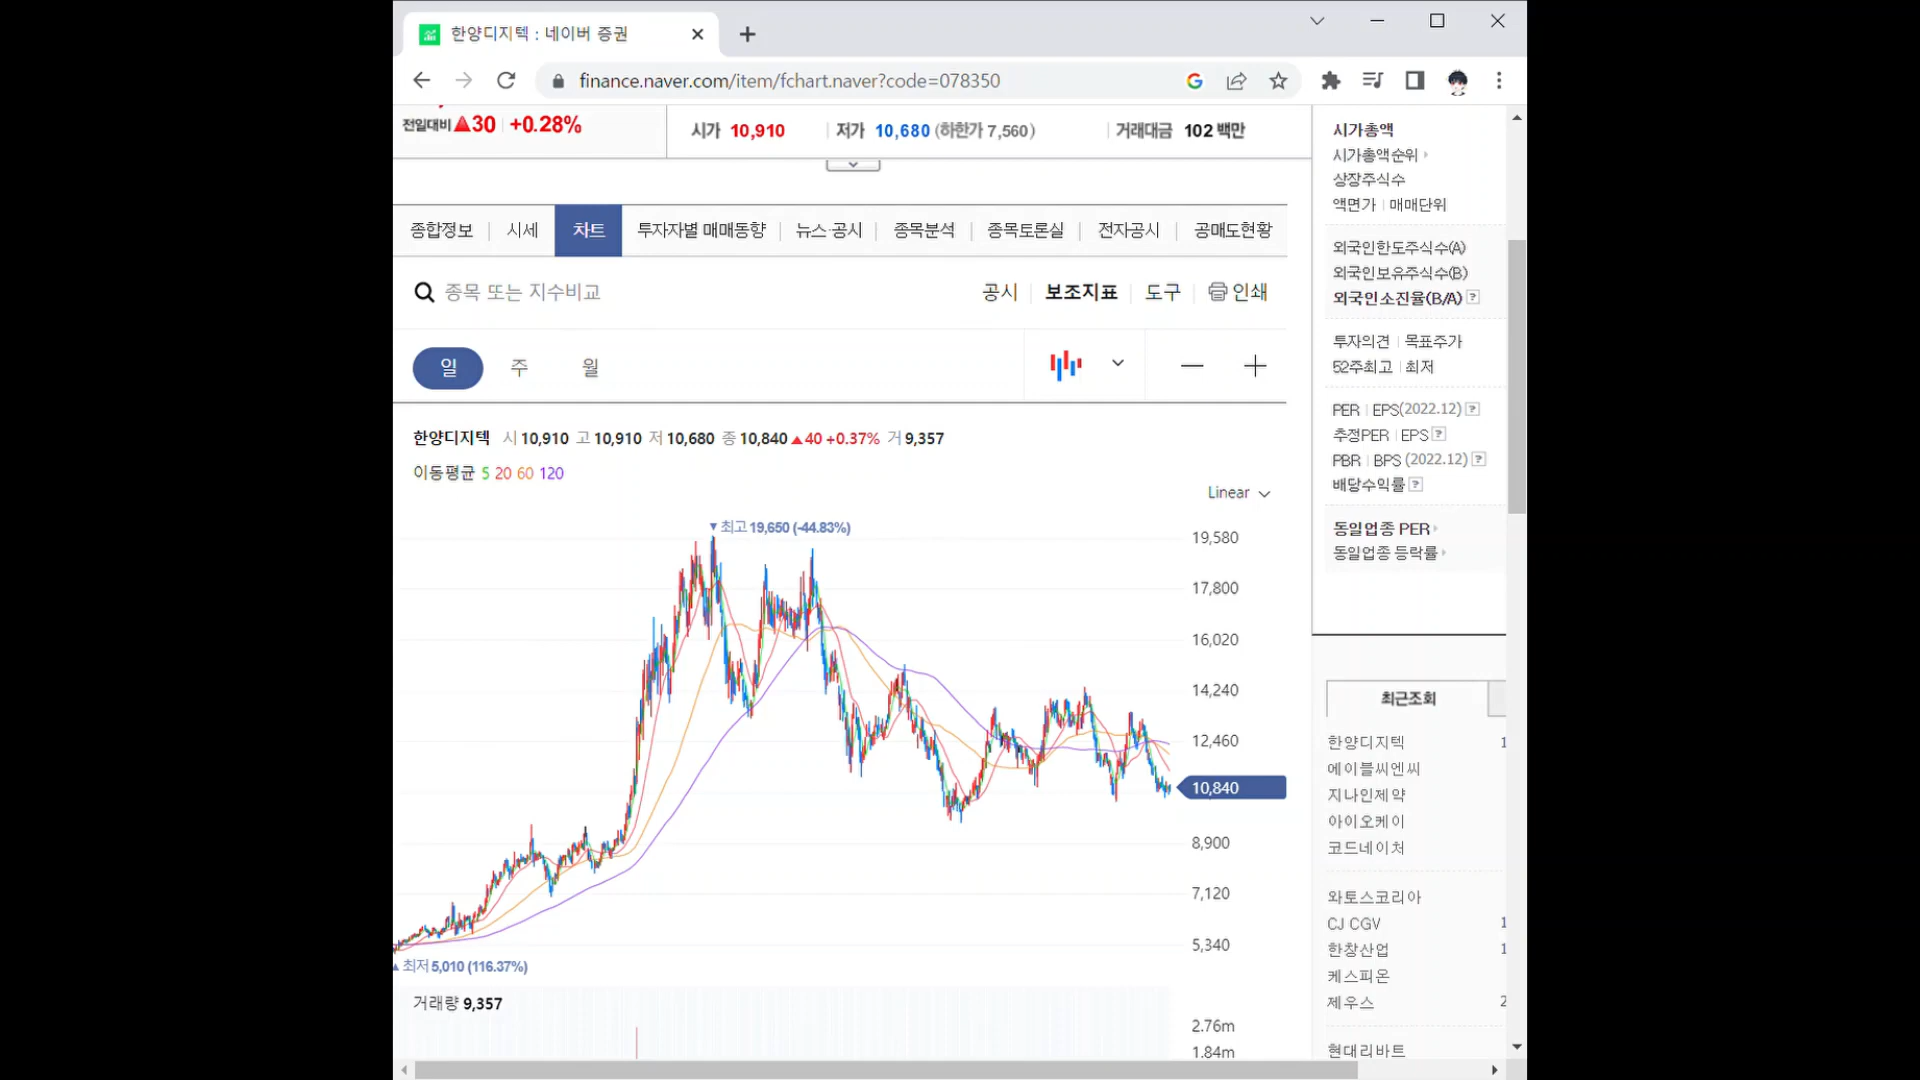 한양디지텍 : 네이버 증권
finance.naver.com/item/fchart.naver?code=078350
전일대비 ▲30 +0.28%
시가 10,910 저가 10,680 (하한가 7,560) 거래대금 102 백만
종합정보 시세 차트 투자자별 매매동향 뉴스·공시 종목분석 종목토론실 전자공시 공매도현황
종목 또는 지수비교 공시 보조지표 도구 인쇄
일 주 월
한양디지텍 시 10,910 고 10,910 저 10,680 종 10,840 ▲40 +0.37% 거 9,357
이동평균 5 20 60 120
Linear
▼최고 19,650 (-44.83%)
19,580
17,800
16,020
14,240
12,460
10,840
8,900
7,120
5,340
▲최저 5,010 (116.37%)
거래량 9,357
2.76m
1.84m
시가총액
시가총액순위
상장주식수
액면가 매매단위
외국인한도주식수(A)
외국인보유주식수(B)
외국인소진율(B/A) ?
투자의견 목표주가
52주최고 최저
PER EPS(2022.12) ?
추정PER EPS ?
PBR BPS (2022.12) ?
배당수익률 ?
동일업종 PER
동일업종 등락률
최근조회
한양디지텍 1
에이블씨엔씨
지나인제약
아이오케이
코드네이처
와토스코리아
CJ CGV 1
한창산업 1
케스피온
제우스 2
현대리바트